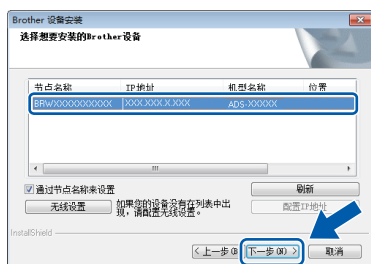 Brother 设备安装
选择想要安装的Brother设备
节点名称 IP地址 机型名称 位置
BRWXXXXXXXXXXX XXX.XXX.X.XXX ADS-XXXXX
通过节点名称来设置
刷新
无线设置 如果您的设备没有在列表中出现，请配置无线设置。 配置IP地址
InstallShield
< 上一步(B) 下一步(N) > 取消